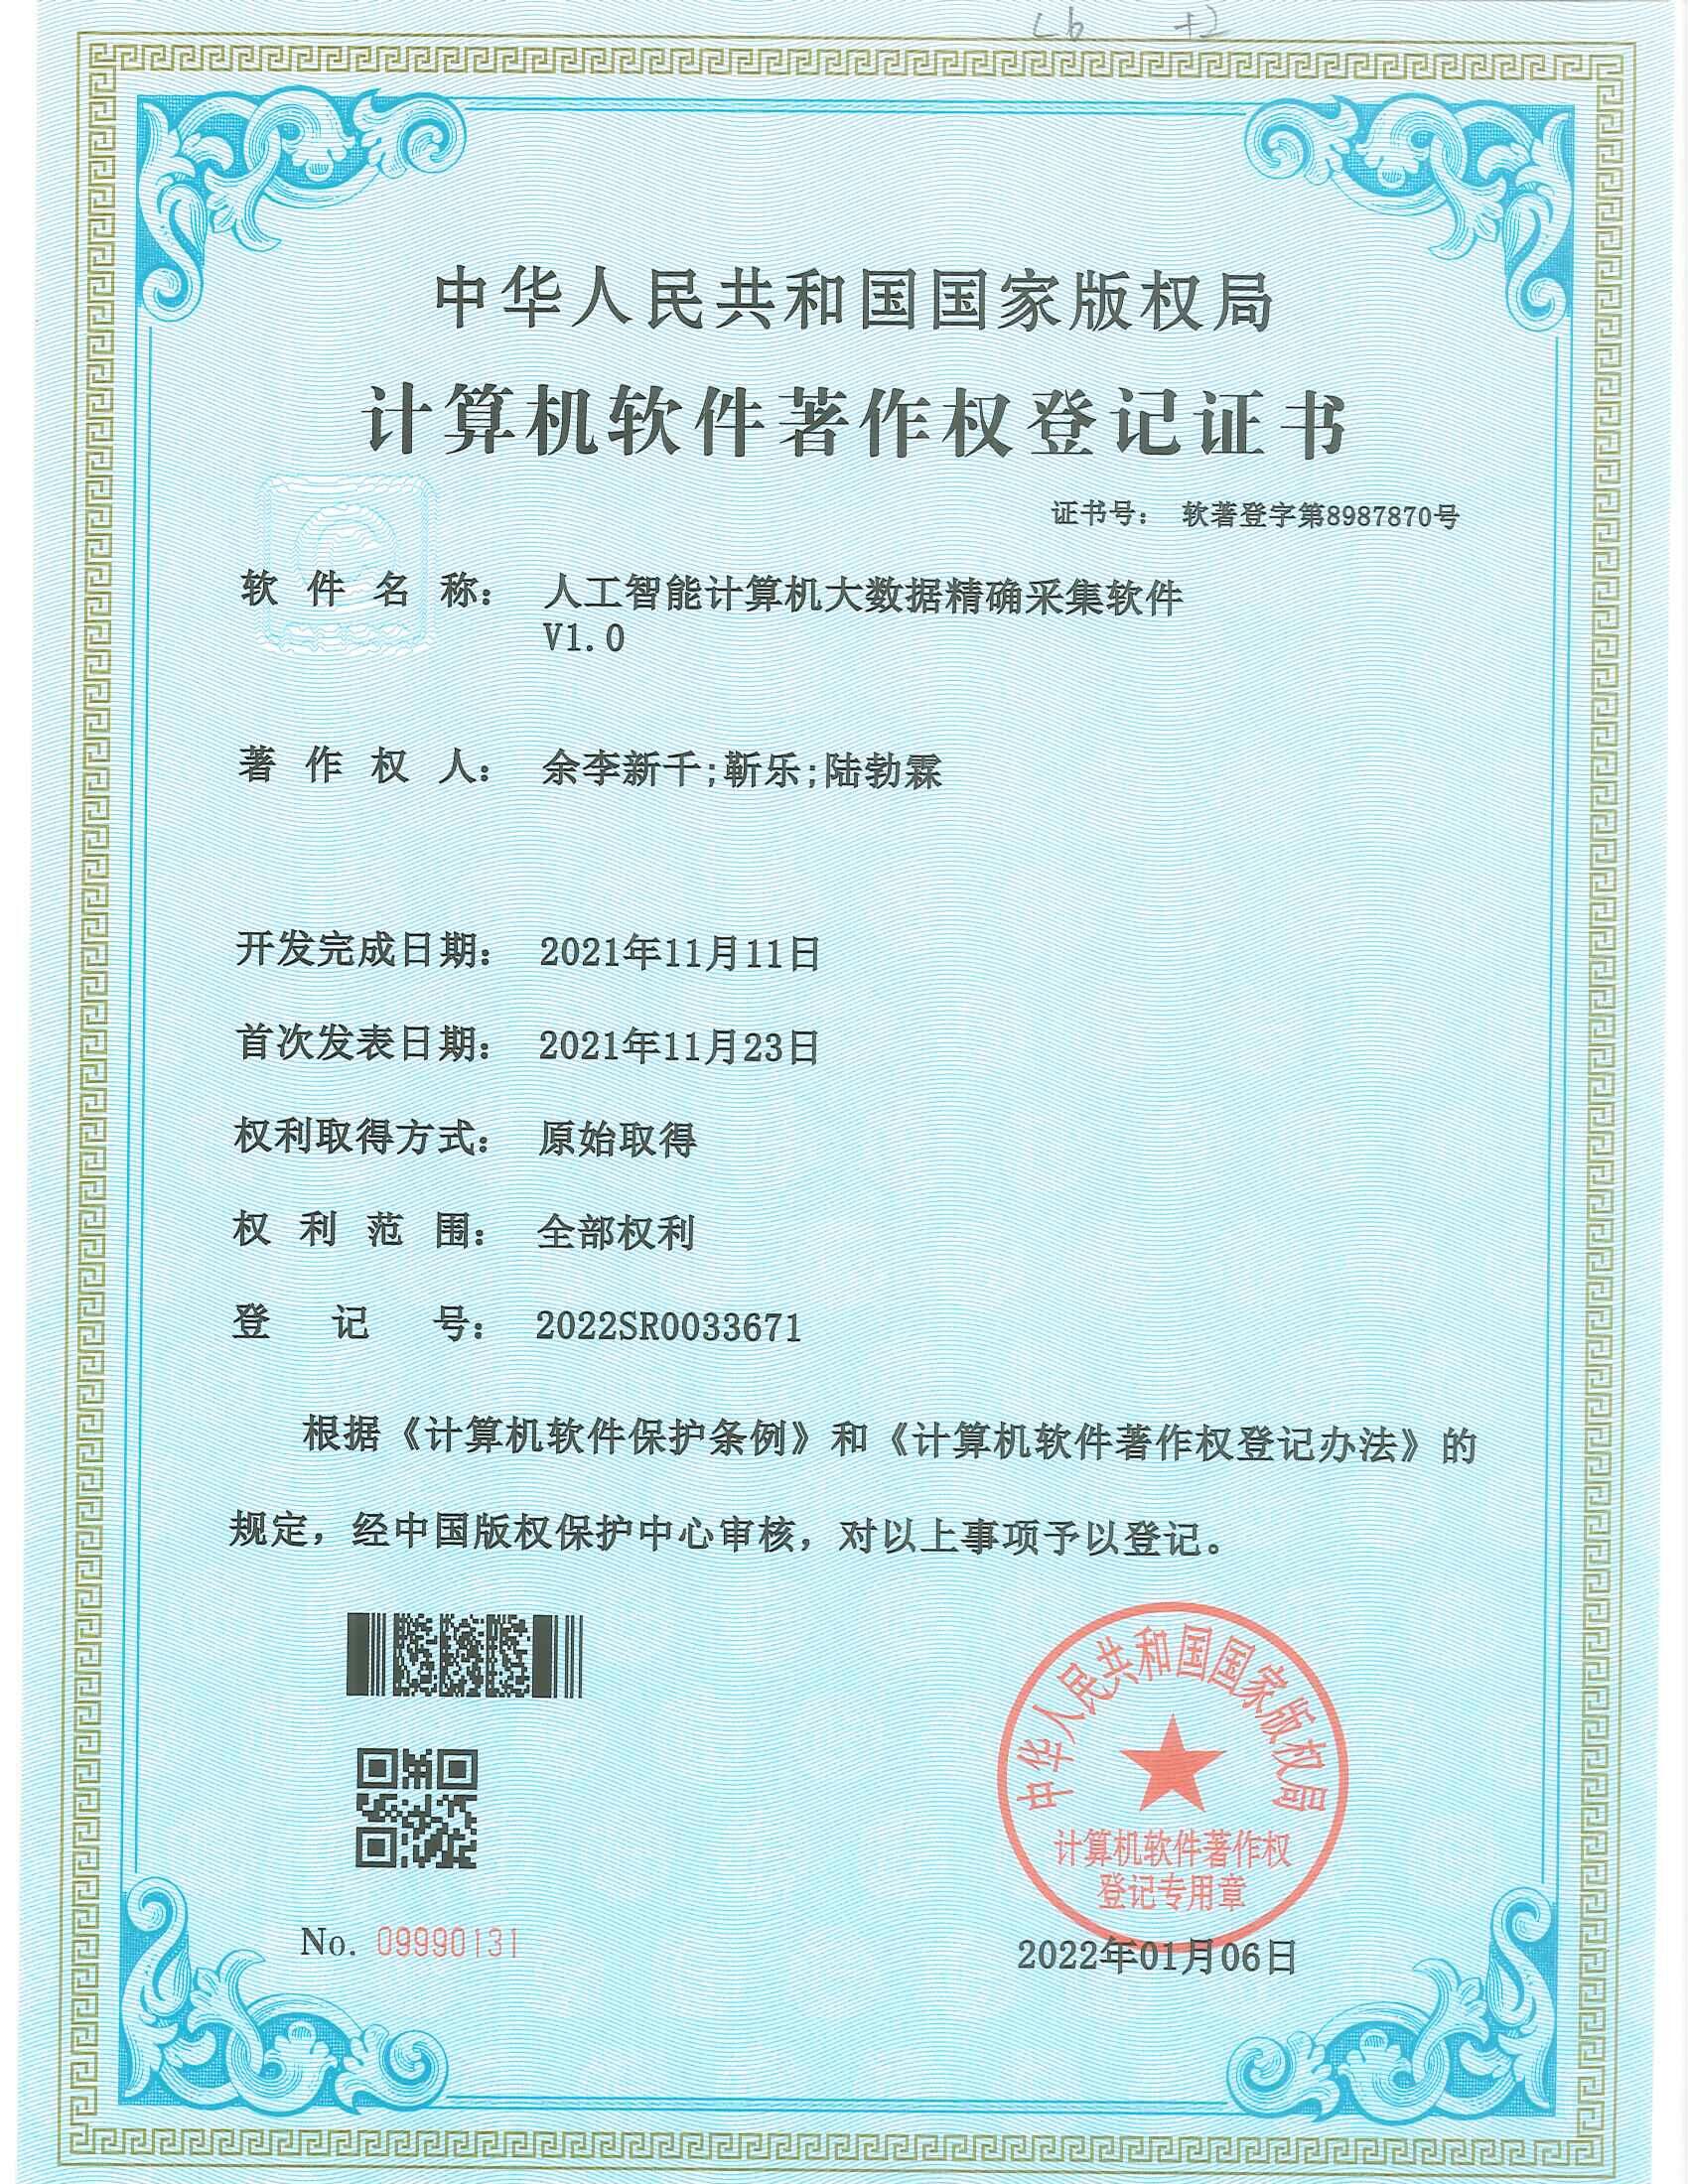 中华人民共和国国家版权局
计算机软件著作权登记证书
证书号： 软著登字第8987870号
软件名称： 人工智能计算机大数据精确采集软件
V1.0
著作权人： 余李新千;靳乐;陆勃霖
开发完成日期： 2021年11月11日
首次发表日期： 2021年11月23日
权利取得方式： 原始取得
权利范围： 全部权利
登记号： 2022SR0033671
根据《计算机软件保护条例》和《计算机软件著作权登记办法》的
规定，经中国版权保护中心审核，对以上事项予以登记。
中华人民共和国国家版权局
计算机软件著作权
登记专用章
No. 09990131
2022年01月06日